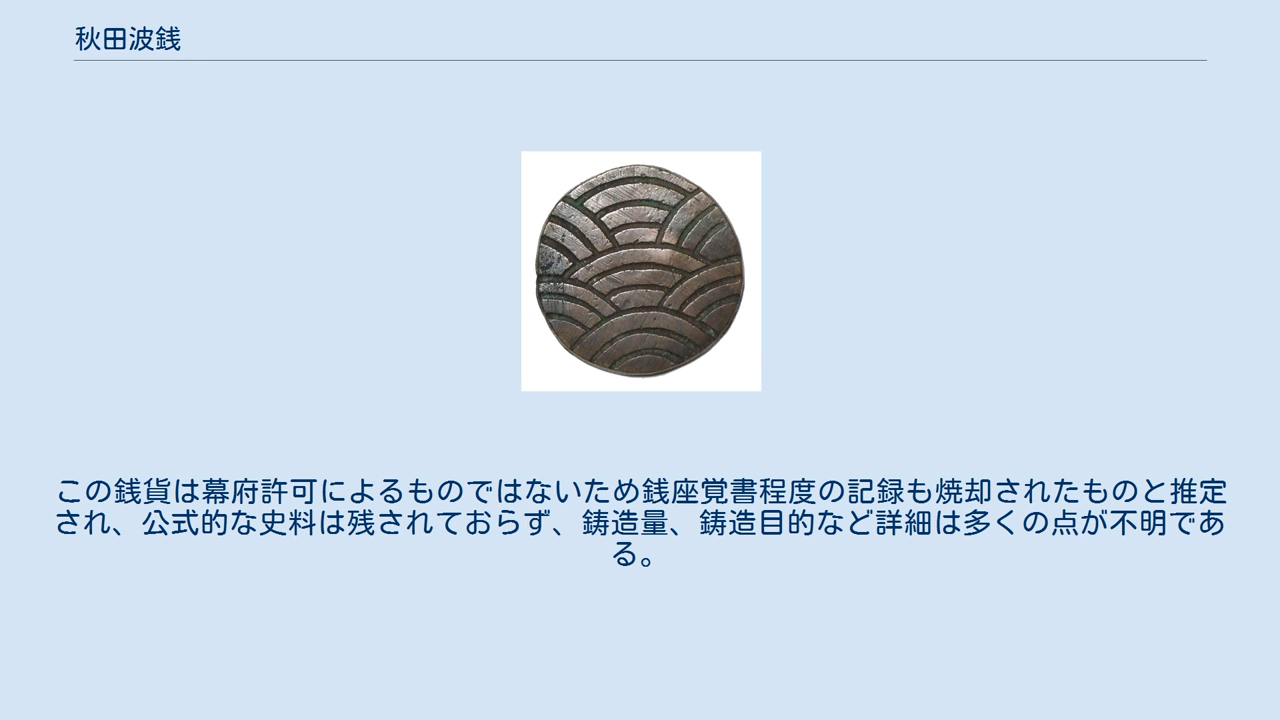 秋田波銭
この銭貨は幕府許可によるものではないため銭座覚書程度の記録も焼却されたものと推定
され、公式的な史料は残されておらず、鋳造量、鋳造目的など詳細は多くの点が不明であ
る。